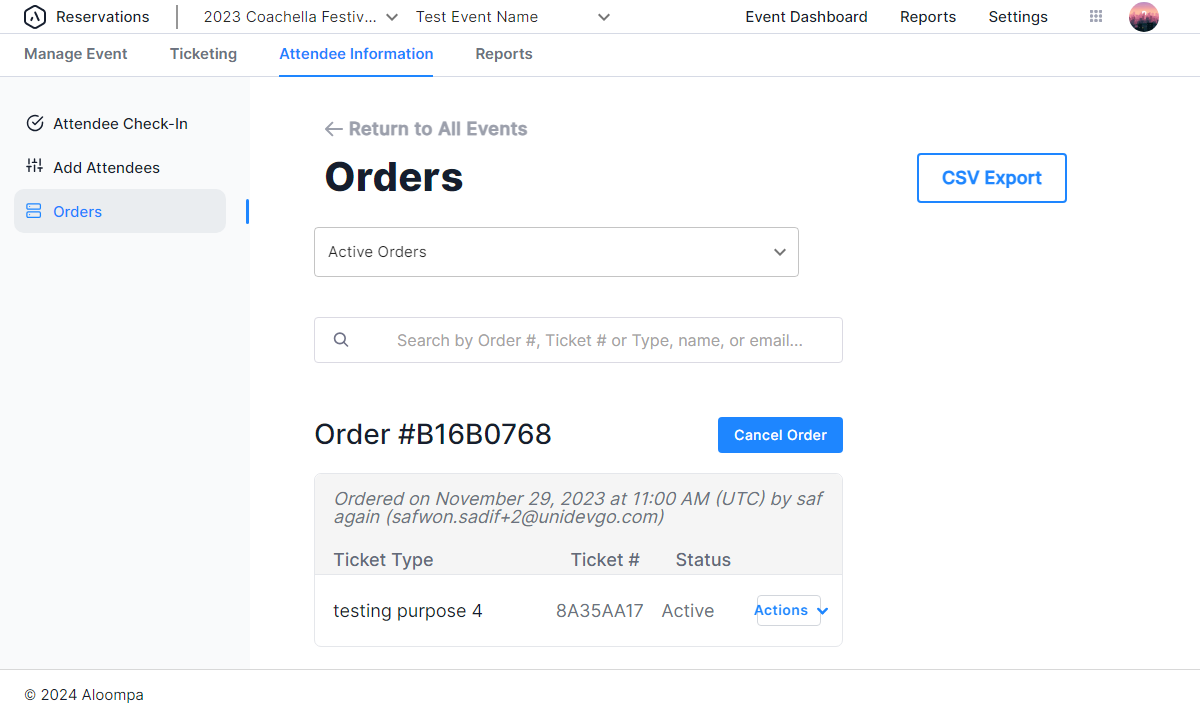 Reservations
2023 Coachella Festiv...
Test Event Name
Event Dashboard
Reports
Settings
Manage Event
Ticketing
Attendee Information
Reports
Attendee Check-In
Add Attendees
Orders
Return to All Events
Orders
CSV Export
Active Orders
Search by Order #, Ticket # or Type, name, or email...
Order #B16B0768
Cancel Order
Ordered on November 29, 2023 at 11:00 AM (UTC) by saf
again (safwon.sadif+2@unidevgo.com)
Ticket Type Ticket # Status
testing purpose 4 8A35AA17 Active Actions
© 2024 Aloompa